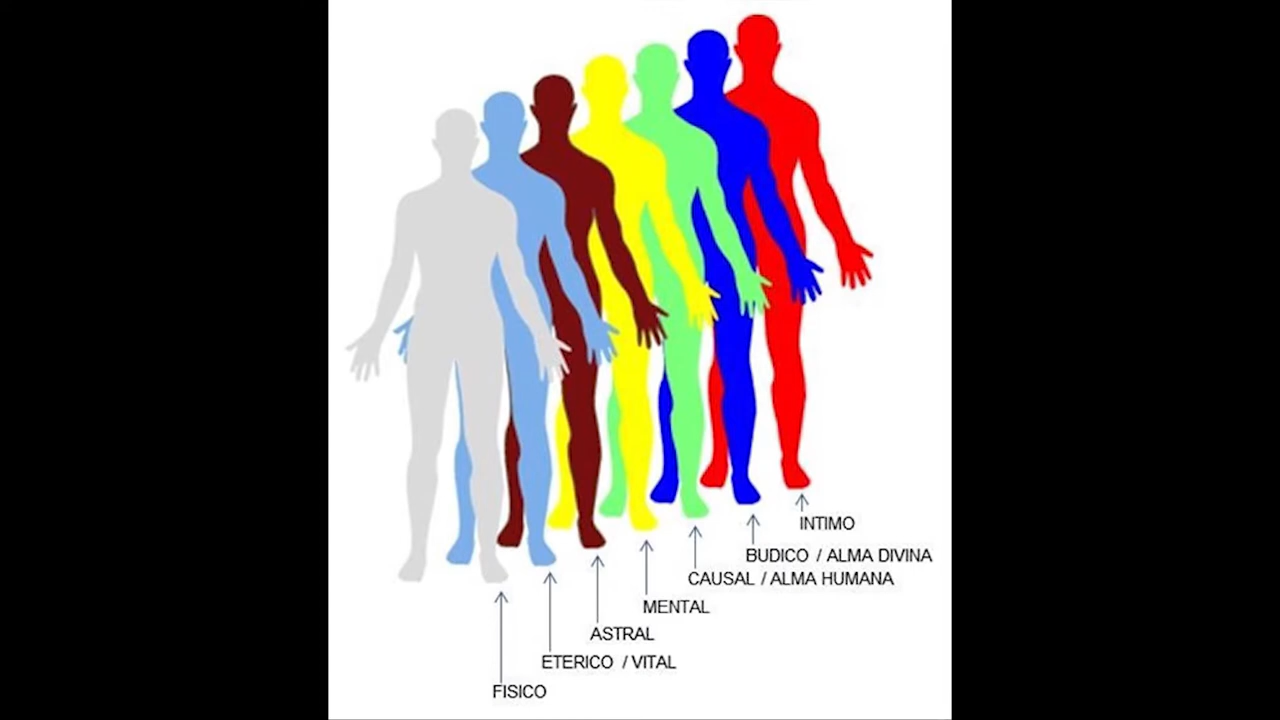 INTIMO
BUDICO / ALMA DIVINA
CAUSAL / ALMA HUMANA
MENTAL
ASTRAL
ETERICO / VITAL
FISICO